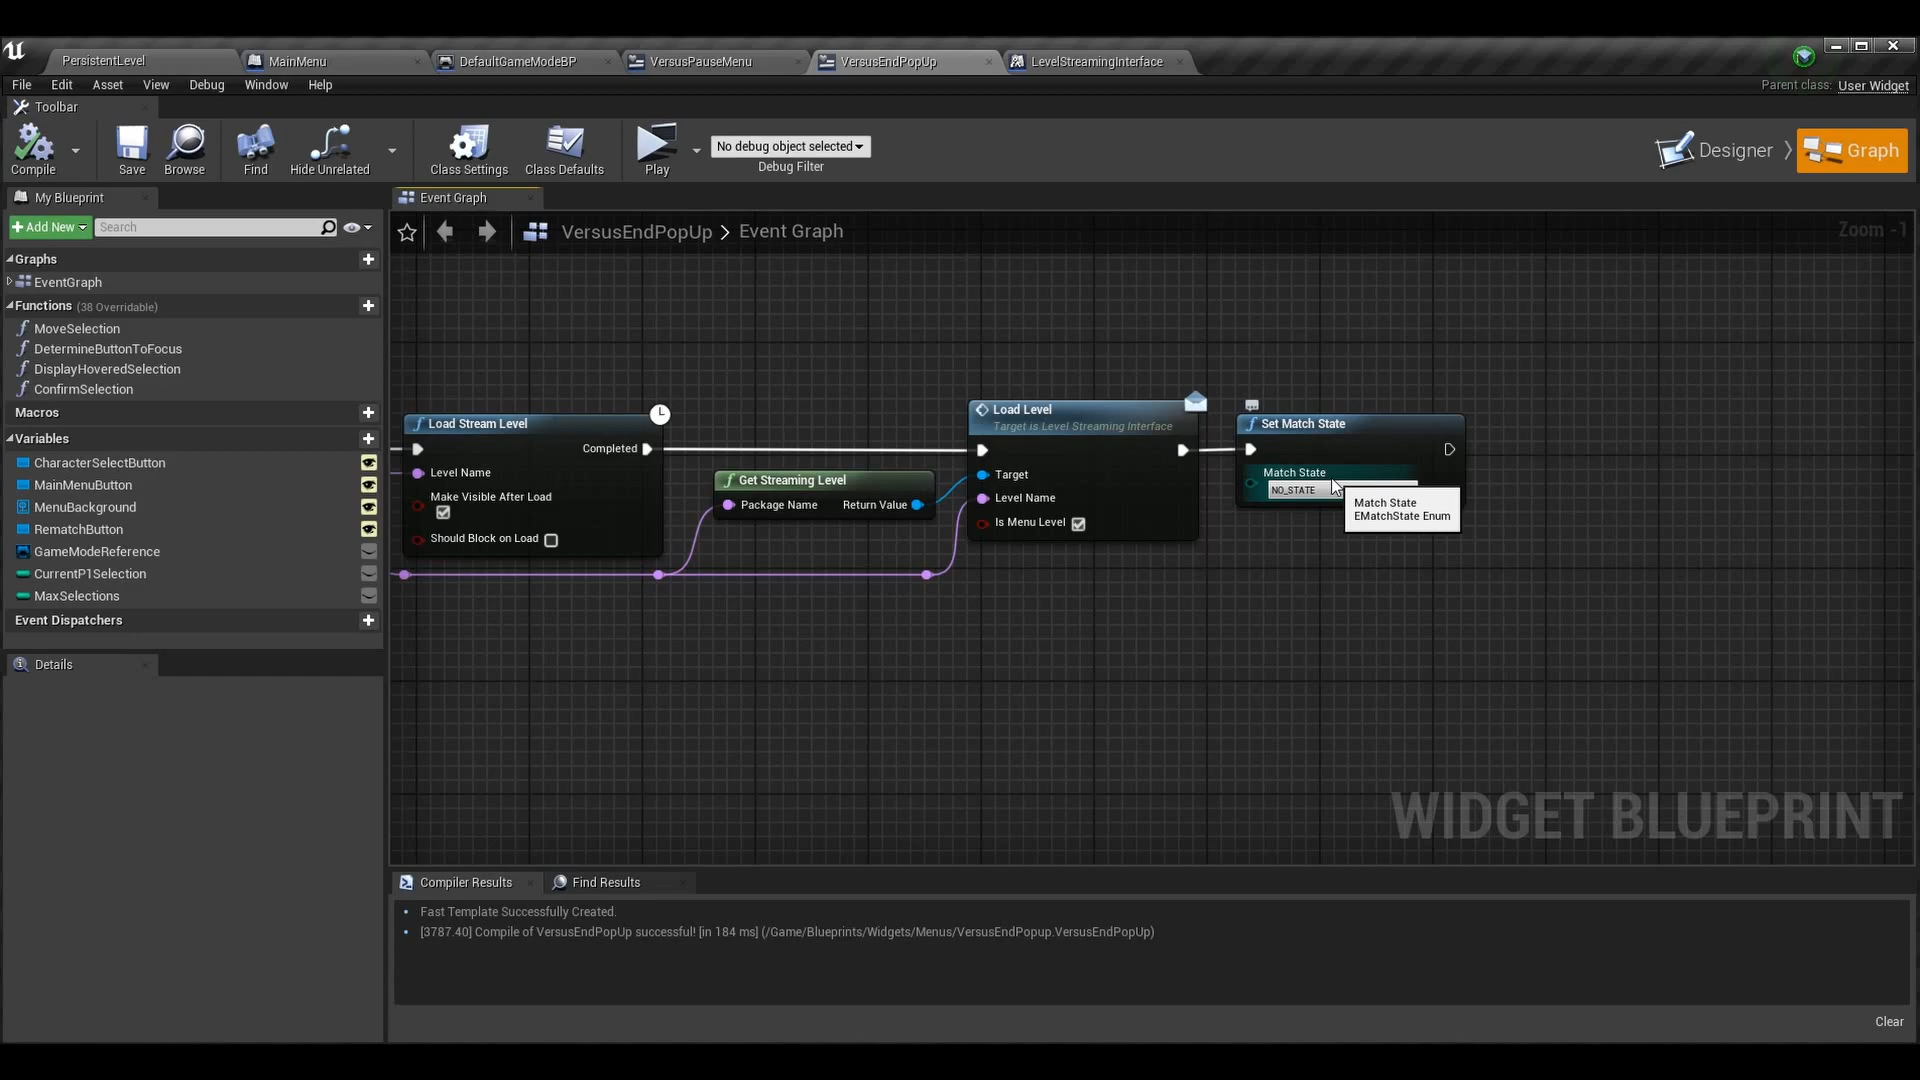 PersistentLevel
MainMenu
DefaultGameModeBP
VersusPauseMenu
VersusEndPopUp
LevelStreamingInterface
File Edit Asset View Debug Window Help
Parent class: User Widget
Toolbar
Compile
Save
Browse
Find
Hide Unrelated
Class Settings
Class Defaults
Play
No debug object selected
Debug Filter
Designer
Graph
My Blueprint
Event Graph
Add New
Search
VersusEndPopUp > Event Graph
Zoom -1
Graphs
EventGraph
Functions (38 Overridable)
MoveSelection
DetermineButtonToFocus
DisplayHoveredSelection
ConfirmSelection
Macros
Variables
CharacterSelectButton
MainMenuButton
MenuBackground
RematchButton
GameModeReference
CurrentP1Selection
MaxSelections
Event Dispatchers
Details
Load Stream Level
Completed
Level Name
Make Visible After Load
Should Block on Load
Get Streaming Level
Package Name Return Value
Load Level
Target is Level Streaming Interface
Target
Level Name
Is Menu Level
Set Match State
Match State
NO_STATE
Match State
EMatchState Enum
WIDGET BLUEPRINT
Compiler Results
Find Results
Fast Template Successfully Created.
[3787.40] Compile of VersusEndPopUp successful! [in 184 ms] (/Game/Blueprints/Widgets/Menus/VersusEndPopup.VersusEndPopUp)
Clear